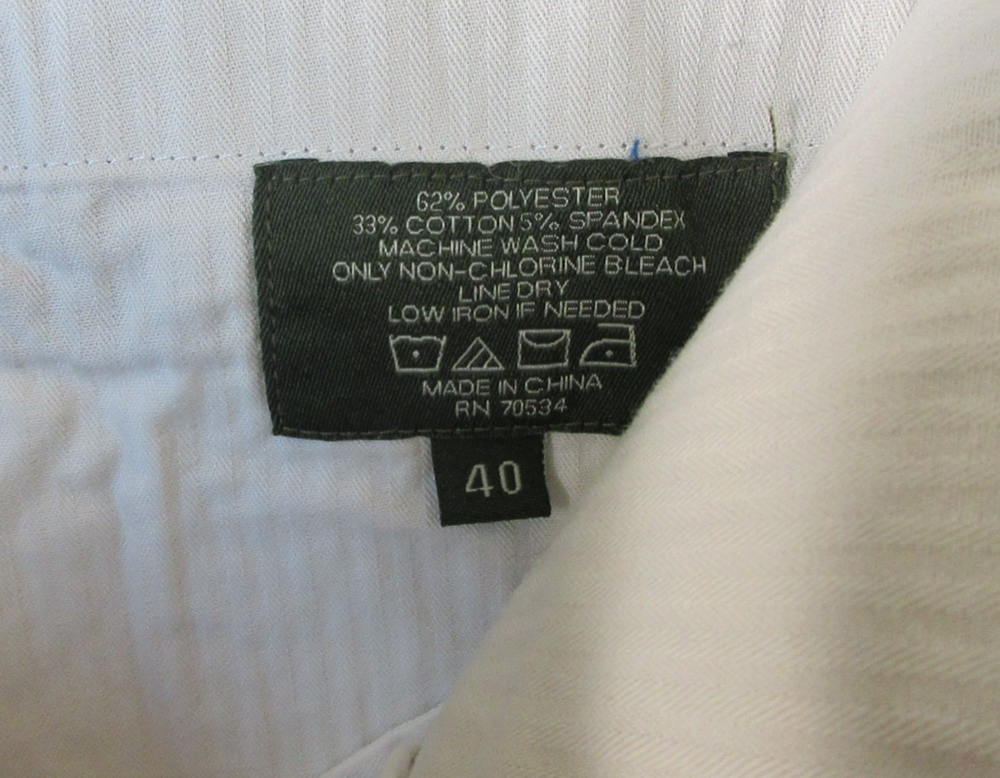 62% POLYESTER
33% COTTON 5% SPANDEX
MACHINE WASH COLD
ONLY NON-CHLORINE BLEACH
LINE DRY
LOW IRON IF NEEDED
MADE IN CHINA
RN 70534
40